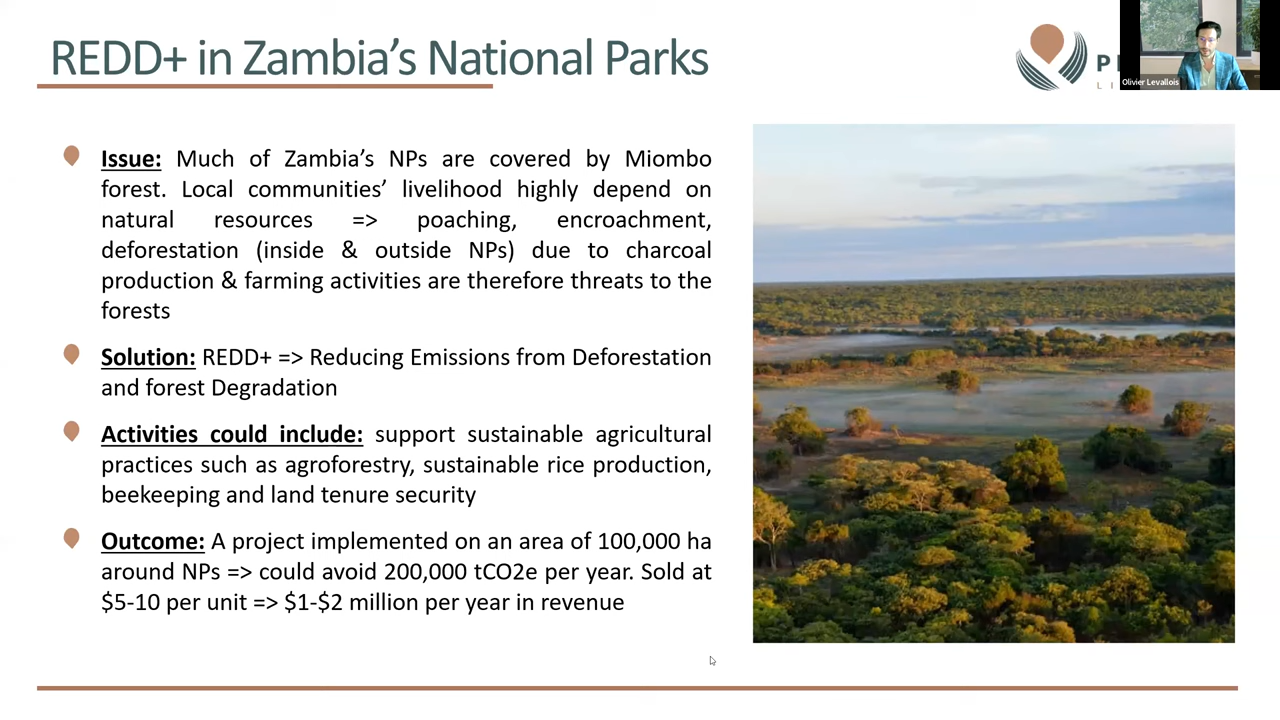 REDD+ in Zambia's National Parks
Olivier Levallois
Issue: Much of Zambia's NPs are covered by Miombo
forest. Local communities' livelihood highly depend on
natural resources => poaching, encroachment,
deforestation (inside & outside NPs) due to charcoal
production & farming activities are therefore threats to the
forests
Solution: REDD+ => Reducing Emissions from Deforestation
and forest Degradation
Activities could include: support sustainable agricultural
practices such as agroforestry, sustainable rice production,
beekeeping and land tenure security
Outcome: A project implemented on an area of 100,000 ha
around NPs => could avoid 200,000 tCO2e per year. Sold at
$5-10 per unit => $1-$2 million per year in revenue